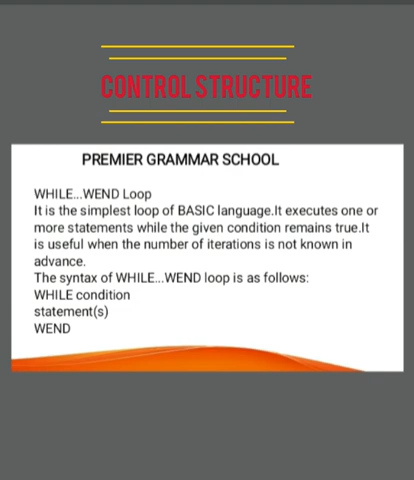 CONTROL STRUCTURE
PREMIER GRAMMAR SCHOOL
WHILE...WEND Loop
It is the simplest loop of BASIC language.It executes one or
more statements while the given condition remains true.It
is useful when the number of iterations is not known in
advance.
The syntax of WHILE...WEND loop is as follows:
WHILE condition
statement(s)
WEND